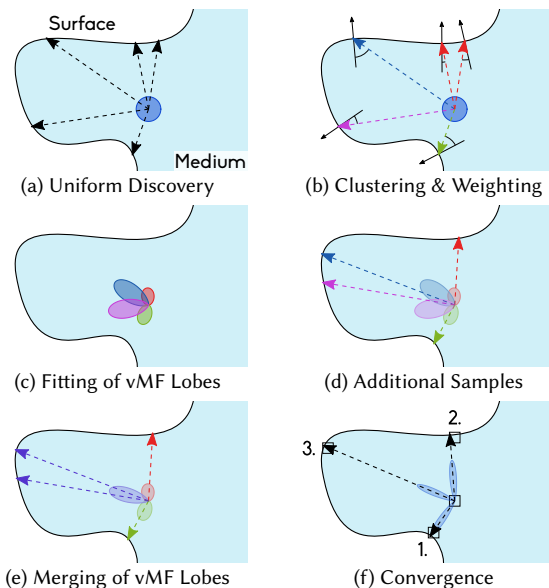 Surface
Medium
(a) Uniform Discovery
(b) Clustering & Weighting
(c) Fitting of vMF Lobes
(d) Additional Samples
2.
3.
1.
(e) Merging of vMF Lobes
(f) Convergence